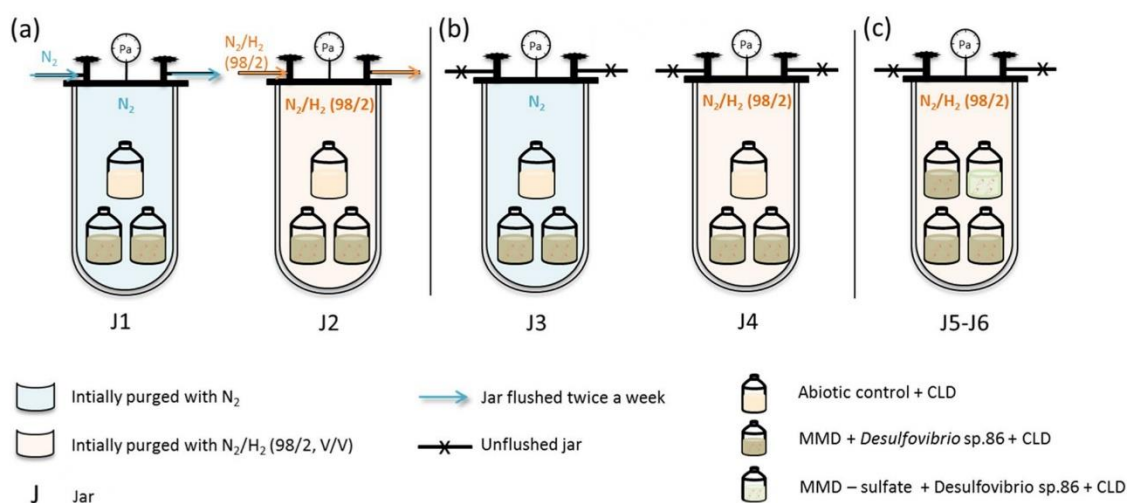 (a)
N₂
Pa
N₂
J1
N₂/H₂
(98/2)
Pa
N₂/H₂ (98/2)
J2
(b)
Pa
N₂
J3
Pa
N₂/H₂ (98/2)
J4
(c)
Pa
N₂/H₂ (98/2)
J5-J6
Intially purged with N₂
Intially purged with N₂/H₂ (98/2, V/V)
J Jar
Jar flushed twice a week
Unflushed jar
Abiotic control + CLD
MMD + Desulfovibrio sp.86 + CLD
MMD – sulfate + Desulfovibrio sp.86 + CLD